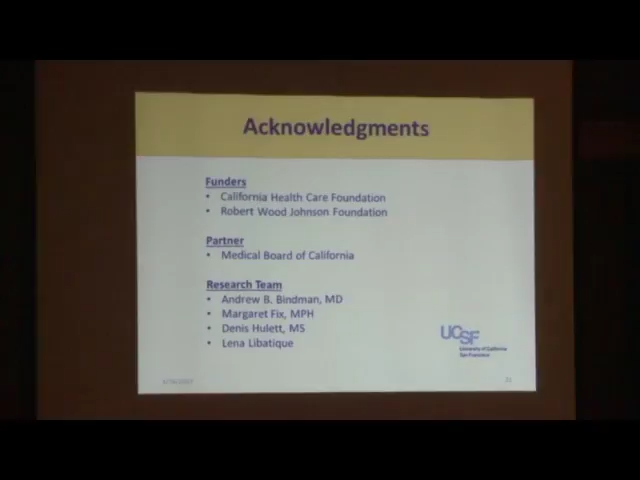 Acknowledgments
Funders
• California Health Care Foundation
• Robert Wood Johnson Foundation
Partner
• Medical Board of California
Research Team
• Andrew B. Bindman, MD
• Margaret Fix, MPH
• Denis Hulett, MS
• Lena Libatique
UCSF
University of California
San Francisco